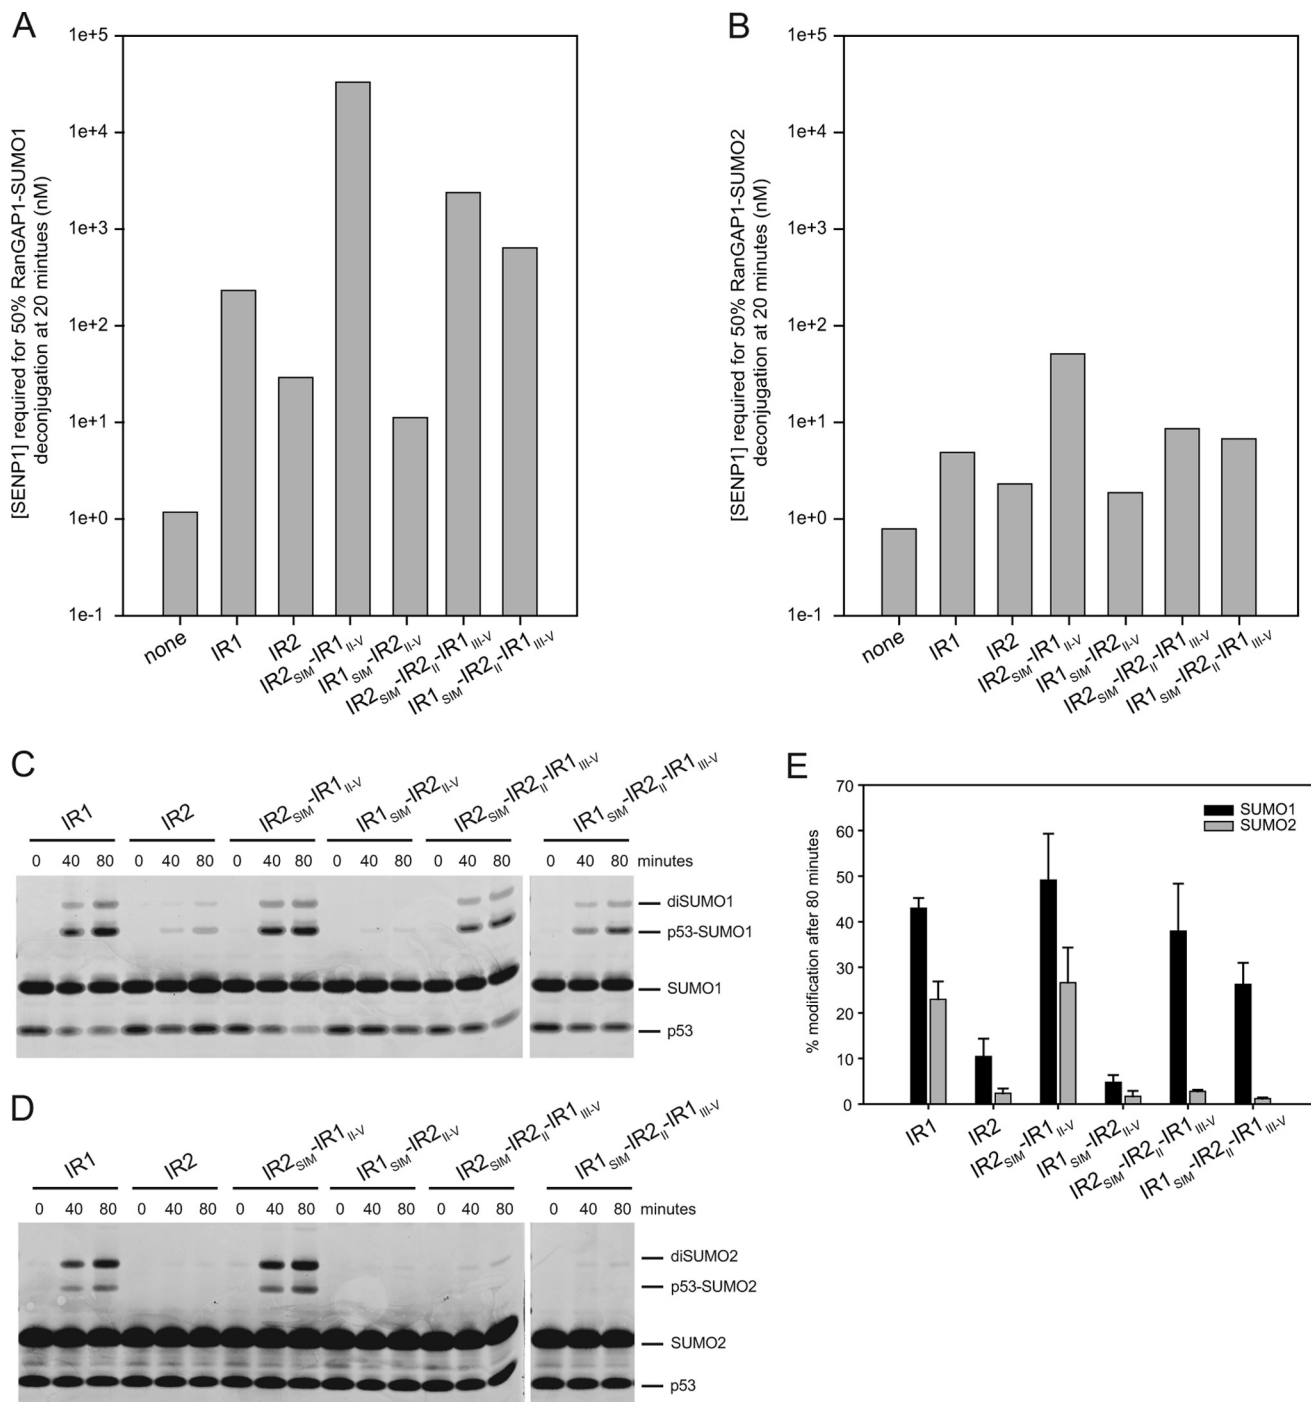 A
[SENP1] required for 50% RanGAP1-SUMO1
deconjugation at 20 mintues (nM)
1e+5
1e+4
1e+3
1e+2
1e+1
1e+0
1e-1
none
IR1
IR2
IR2SIM-IR1II-V
IR1SIM-IR2II-V
IR2SIM-IR2II-IR1III-V
IR1SIM-IR2II-IR1III-V
B
[SENP1] required for 50% RanGAP1-SUMO2
deconjugation at 20 minutes (nM)
1e+5
1e+4
1e+3
1e+2
1e+1
1e+0
1e-1
none
IR1
IR2
IR2SIM-IR1II-V
IR1SIM-IR2II-V
IR2SIM-IR2II-IR1III-V
IR1SIM-IR2II-IR1III-V
C
IR1
IR2
IR2SIM-IR1II-V
IR1SIM-IR2II-V
IR2SIM-IR2II-IR1III-V
IR1SIM-IR2II-IR1III-V
0 40 80 0 40 80 0 40 80 0 40 80 0 40 80 0 40 80 minutes
diSUMO1
p53-SUMO1
SUMO1
p53
D
IR1
IR2
IR2SIM-IR1II-V
IR1SIM-IR2II-V
IR2SIM-IR2II-IR1III-V
IR1SIM-IR2II-IR1III-V
0 40 80 0 40 80 0 40 80 0 40 80 0 40 80 0 40 80 minutes
diSUMO2
p53-SUMO2
SUMO2
p53
E
% modification after 80 minutes
70
60
50
40
30
20
10
0
SUMO1
SUMO2
IR1
IR2
IR2SIM-IR1II-V
IR1SIM-IR2II-V
IR2SIM-IR2II-IR1III-V
IR1SIM-IR2II-IR1III-V